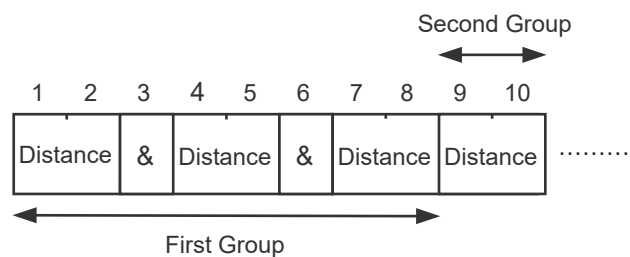 Second Group
1 2 3 4 5 6 7 8 9 10
Distance & Distance & Distance Distance ·········
First Group